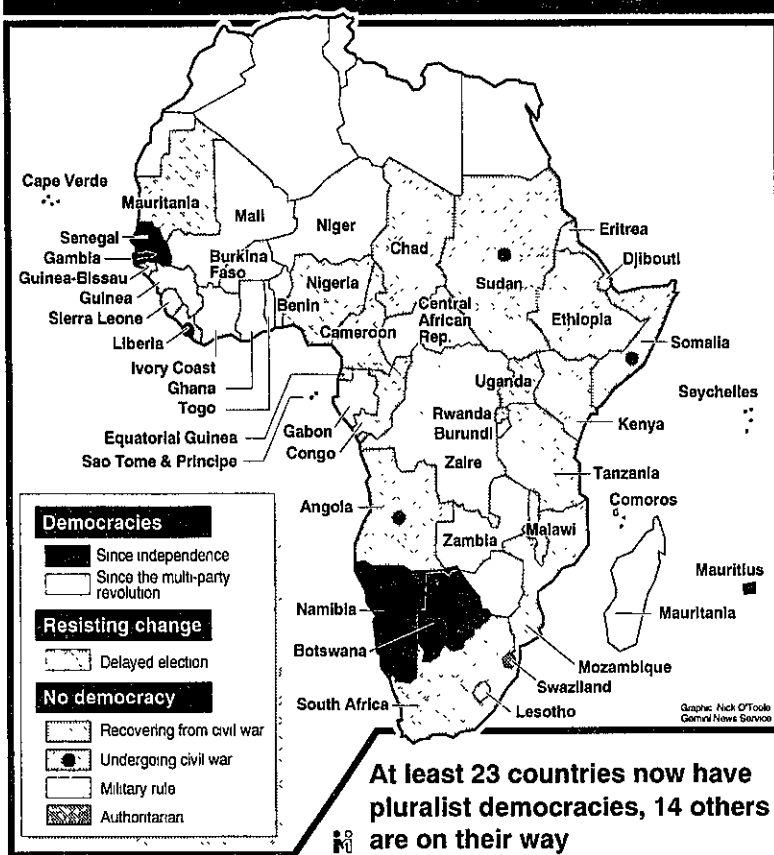 Cape Verde
Mauritania
Mali
Niger
Chad
Sudan
Eritrea
Djibouti
Senegal
Gambia
Guinea-Bissau
Guinea
Sierra Leone
Liberia
Ivory Coast
Ghana
Togo
Burkina
Faso
Benin
Nigeria
Cameroon
Central
African
Rep.
Ethiopia
Somalia
Seychelles
Equatorial Guinea
Sao Tome & Principe
Gabon
Congo
Uganda
Rwanda
Burundi
Kenya
Zaire
Tanzania
Comoros
Angola
Zambia
Malawi
Mauritius
Mauritania
Namibia
Botswana
Mozambique
Swaziland
Lesotho
South Africa
Democracies
Since independence
Since the multi-party
revolution
Resisting change
Delayed election
No democracy
Recovering from civil war
Undergoing civil war
Military rule
Authoritarian
Graphic Nick O'Toole
Gemini News Service
At least 23 countries now have
pluralist democracies, 14 others
are on their way